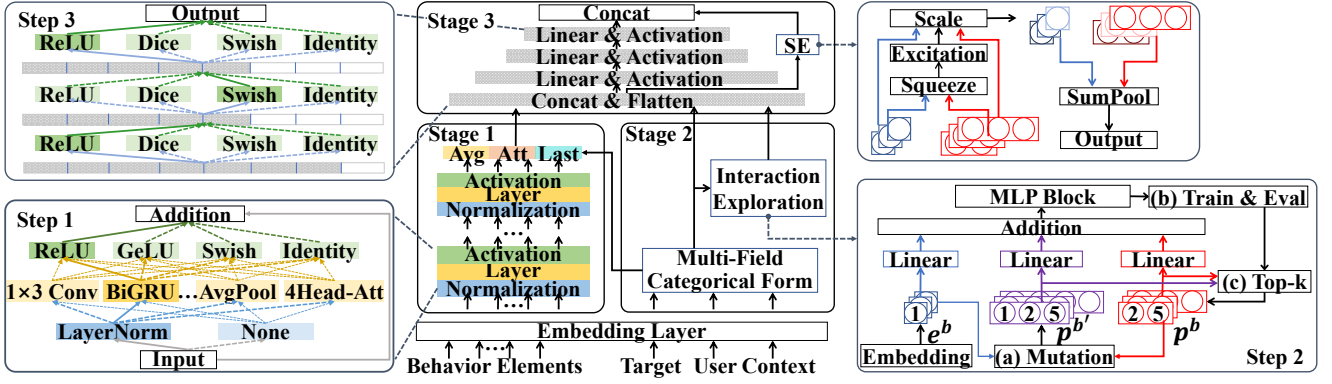 Step 3
Output
ReLU Dice Swish Identity
ReLU Dice Swish Identity
ReLU Dice Swish Identity
Step 1
Addition
ReLU GeLU Swish Identity
1×3 Conv BiGRU ... AvgPool 4Head-Att
LayerNorm None
Input
Stage 3
Concat
Linear & Activation
Linear & Activation
Linear & Activation
Concat & Flatten
SE
Stage 1
Avg Att Last
Activation
Layer
Normalization
...
Activation
Layer
Normalization
Stage 2
Interaction
Exploration
Multi-Field
Categorical Form
Embedding Layer
...
Behavior Elements Target User Context
Scale
Excitation
Squeeze
SumPool
Output
MLP Block (b) Train & Eval
Addition
Linear Linear Linear
(c) Top-k
1 1 2 5 2 5
e^b p^{b'} p^b
Embedding (a) Mutation
Step 2